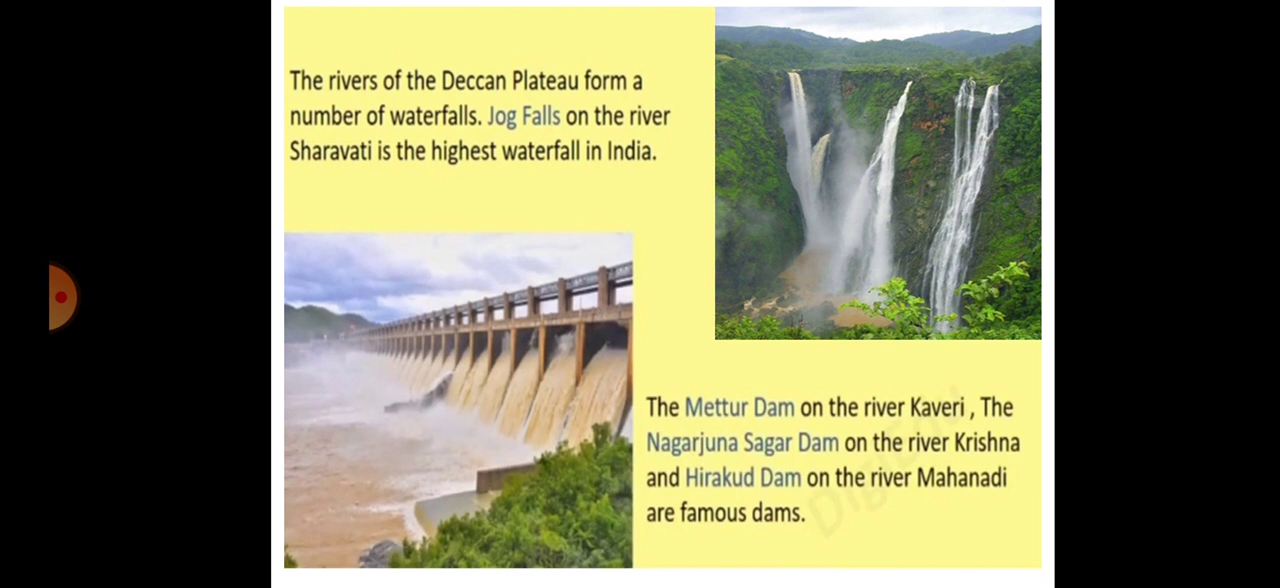 The rivers of the Deccan Plateau form a
number of waterfalls. Jog Falls on the river
Sharavati is the highest waterfall in India.
The Mettur Dam on the river Kaveri , The
Nagarjuna Sagar Dam on the river Krishna
and Hirakud Dam on the river Mahanadi
are famous dams.